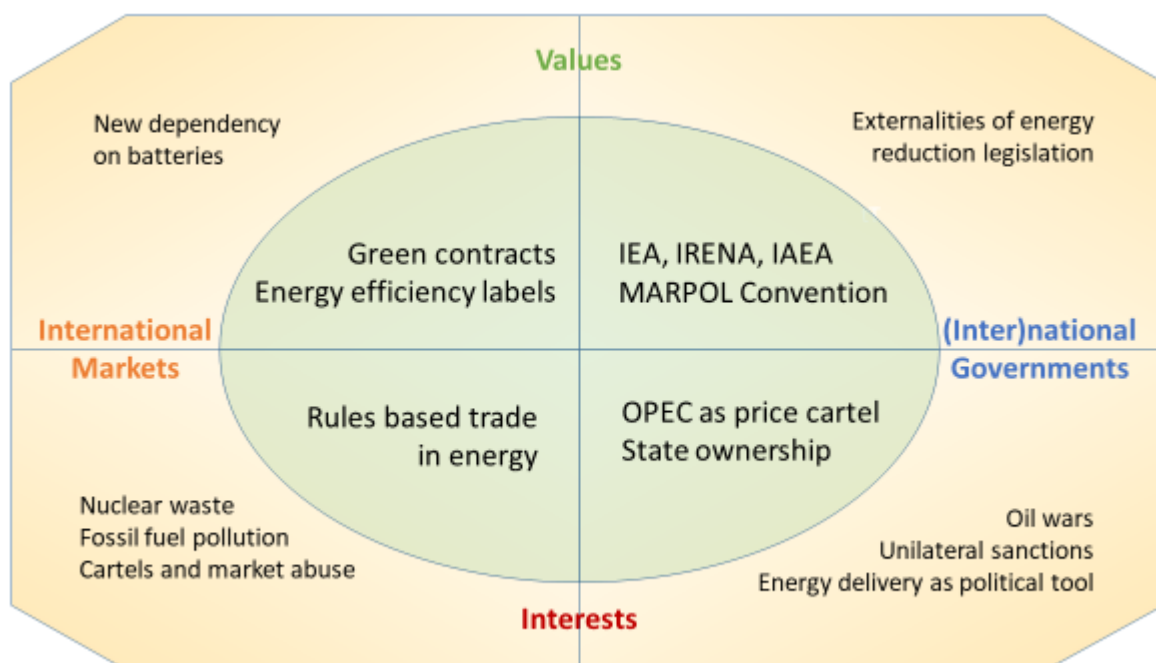 Values
New dependency
on batteries
Externalities of energy
reduction legislation
Green contracts
Energy efficiency labels
IEA, IRENA, IAEA
MARPOL Convention
International
Markets
(Inter)national
Governments
Rules based trade
in energy
OPEC as price cartel
State ownership
Nuclear waste
Fossil fuel pollution
Cartels and market abuse
Oil wars
Unilateral sanctions
Energy delivery as political tool
Interests